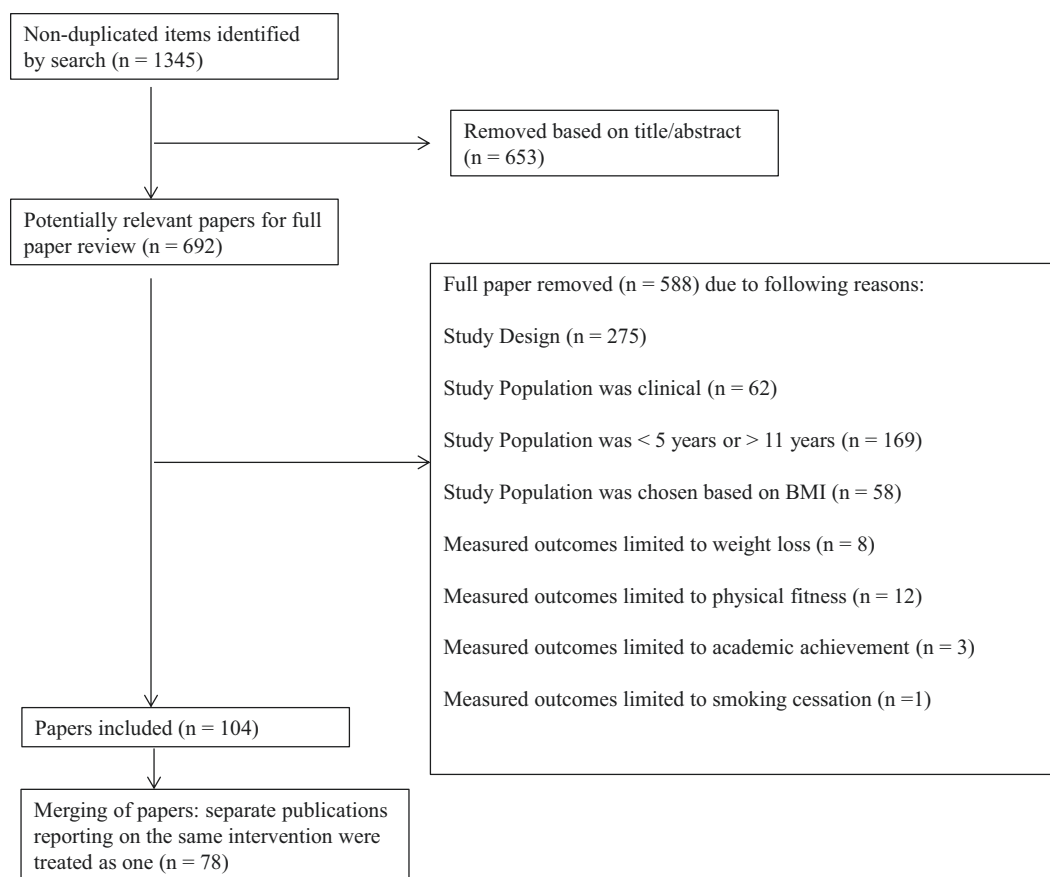 Non-duplicated items identified
by search (n = 1345)
Removed based on title/abstract
(n = 653)
Potentially relevant papers for full
paper review (n = 692)
Full paper removed (n = 588) due to following reasons:
Study Design (n = 275)
Study Population was clinical (n = 62)
Study Population was < 5 years or > 11 years (n = 169)
Study Population was chosen based on BMI (n = 58)
Measured outcomes limited to weight loss (n = 8)
Measured outcomes limited to physical fitness (n = 12)
Measured outcomes limited to academic achievement (n = 3)
Measured outcomes limited to smoking cessation (n =1)
Papers included (n = 104)
Merging of papers: separate publications
reporting on the same intervention were
treated as one (n = 78)